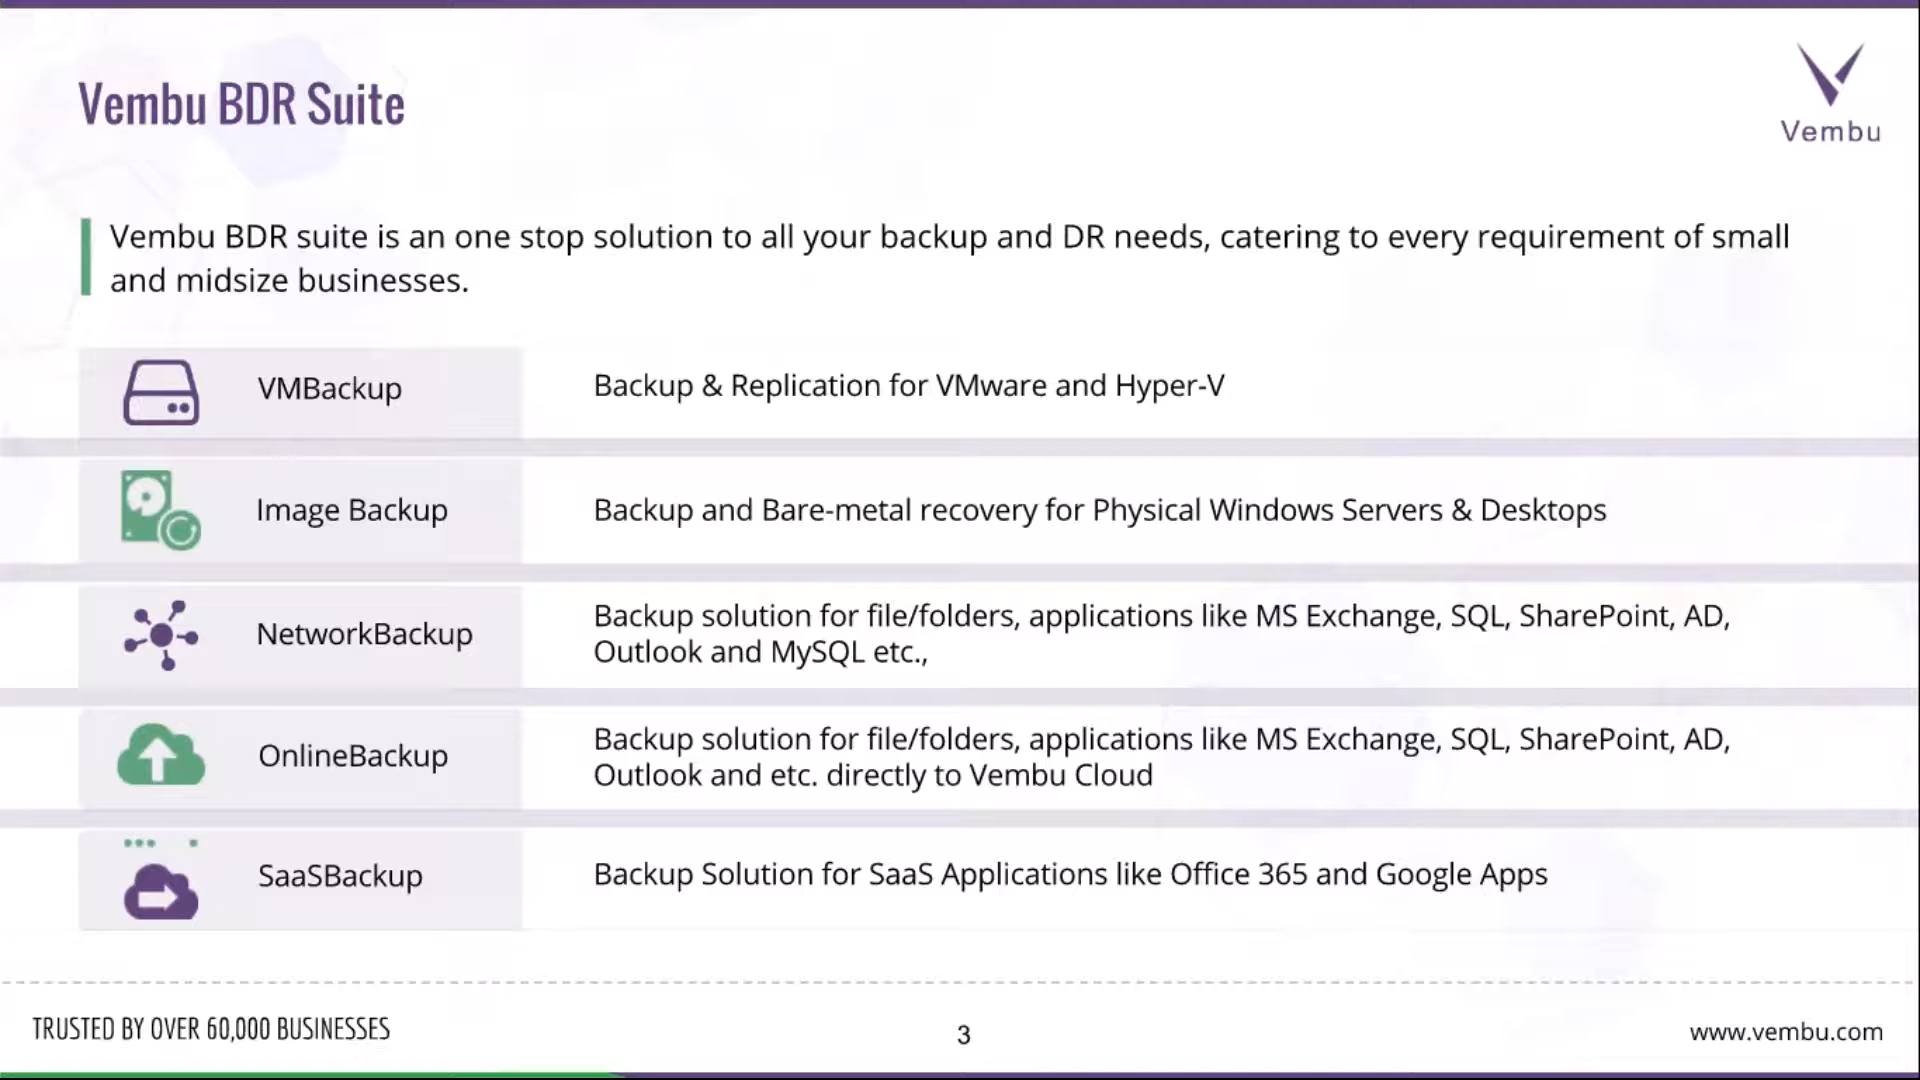 Vembu BDR Suite
Vembu
Vembu BDR suite is an one stop solution to all your backup and DR needs, catering to every requirement of small
and midsize businesses.
VMBackup
Backup & Replication for VMware and Hyper-V
Image Backup
Backup and Bare-metal recovery for Physical Windows Servers & Desktops
NetworkBackup
Backup solution for file/folders, applications like MS Exchange, SQL, SharePoint, AD,
Outlook and MySQL etc.,
OnlineBackup
Backup solution for file/folders, applications like MS Exchange, SQL, SharePoint, AD,
Outlook and etc. directly to Vembu Cloud
SaaSBackup
Backup Solution for SaaS Applications like Office 365 and Google Apps
TRUSTED BY OVER 60,000 BUSINESSES
3
www.vembu.com